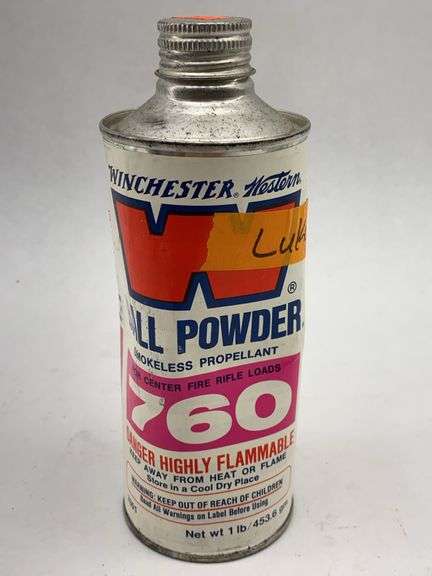 WINCHESTER® Western®
W
®
ALL POWDER®
SMOKELESS PROPELLANT
CENTER FIRE RIFLE LOADS
760
DANGER HIGHLY FLAMMABLE
KEEP AWAY FROM HEAT OR FLAME
Store in a Cool Dry Place
WARNING: KEEP OUT OF REACH OF CHILDREN
Read All Warnings on Label Before Using
Net wt 1 lb/453.6